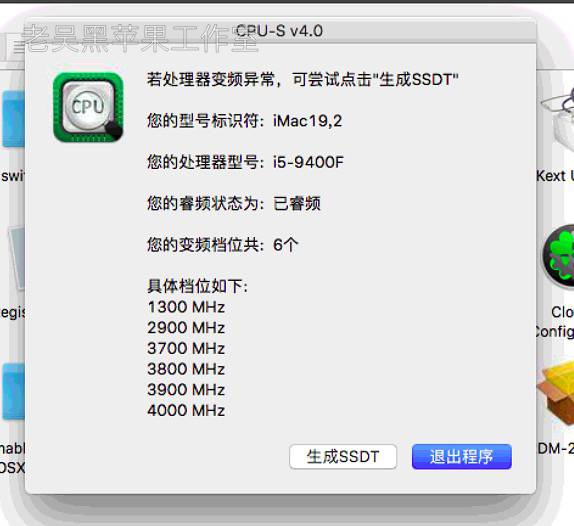 老吴黑苹果工作室
CPU-S v4.0
CPU
若处理器变频异常，可尝试点击"生成SSDT"
您的型号标识符: iMac19,2
您的处理器型号: i5-9400F
您的睿频状态为: 已睿频
您的变频档位共: 6个
具体档位如下:
1300 MHz
2900 MHz
3700 MHz
3800 MHz
3900 MHz
4000 MHz
生成SSDT
退出程序
swi
Kext U
egis
Clo
Config
nabl
OSX
DM-2